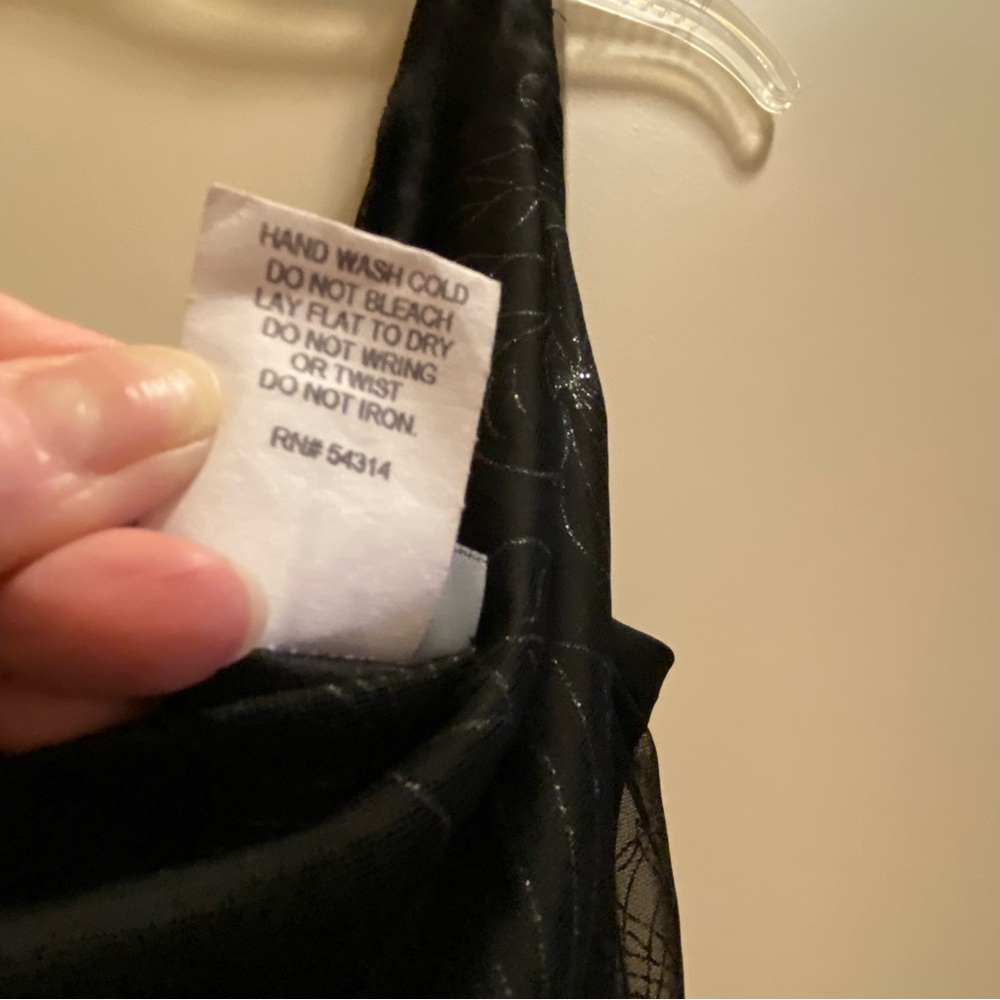 HAND WASH COLD
DO NOT BLEACH
LAY FLAT TO DRY
DO NOT WRING
OR TWIST
DO NOT IRON.
RN# 54314